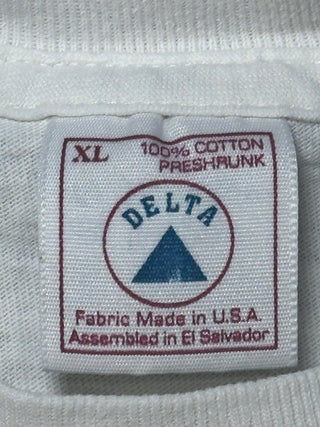 XL
100% COTTON
PRESHRUNK
DELTA
Fabric Made in U.S.A.
Assembled in El Salvador